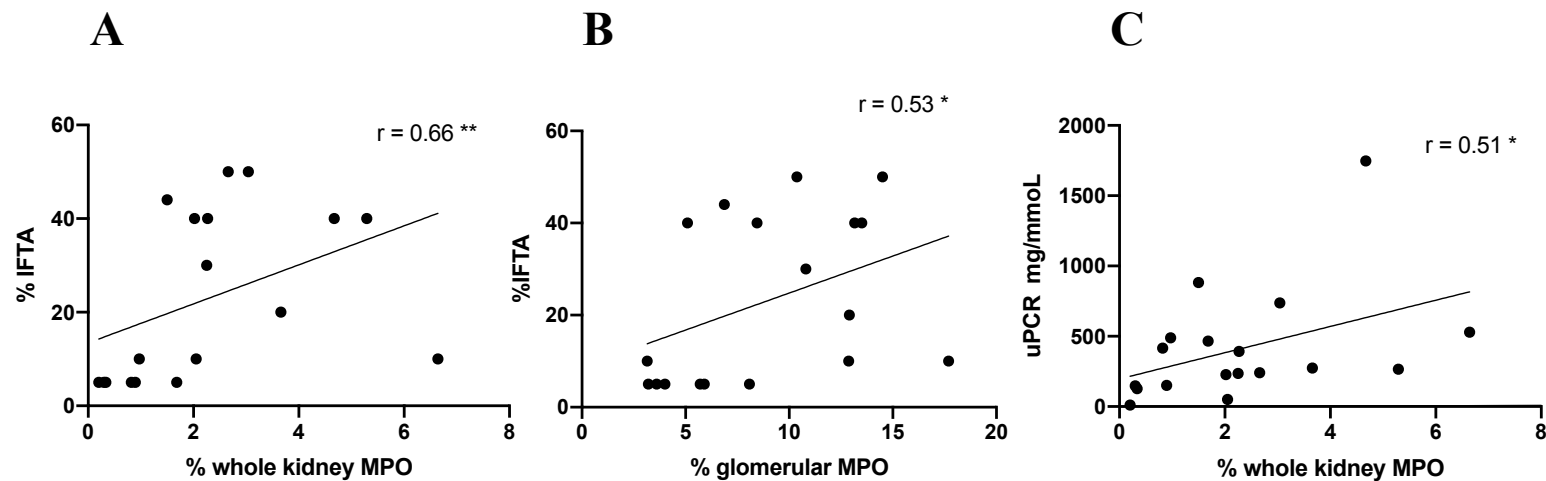 A
B
C
r = 0.66 **
60
40
20
0
% IFTA
0 2 4 6 8
% whole kidney MPO
r = 0.53 *
60
40
20
0
%IFTA
0 5 10 15 20
% glomerular MPO
r = 0.51 *
2000
1500
1000
500
0
uPCR mg/mmoL
0 2 4 6 8
% whole kidney MPO